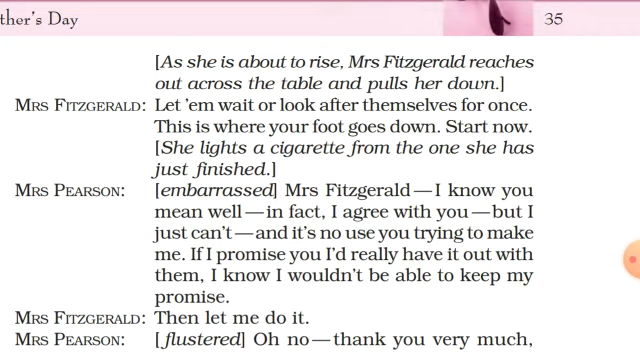 ther's Day 35
[As she is about to rise, Mrs Fitzgerald reaches
out across the table and pulls her down.]
MRS FITZGERALD: Let 'em wait or look after themselves for once.
This is where your foot goes down. Start now.
[She lights a cigarette from the one she has
just finished.]
MRS PEARSON: [embarrassed] Mrs Fitzgerald — I know you
mean well — in fact, I agree with you — but I
just can't — and it's no use you trying to make
me. If I promise you I'd really have it out with
them, I know I wouldn't be able to keep my
promise.
MRS FITZGERALD: Then let me do it.
MRS PEARSON: [flustered] Oh no — thank you very much,